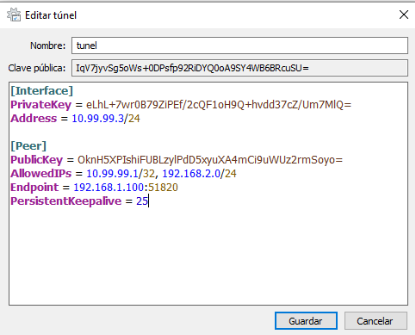 Editar túnel
Nombre: tunel
Clave pública: IqV7jyvSg5oWs+0DPsfp92RiDYQ0oA9SY4WB6BRcuSU=
[Interface]
PrivateKey = eLhL+7wr0B79ZiPEf/2cQF1oH9Q+hvdd37cZ/Um7MlQ=
Address = 10.99.99.3/24
[Peer]
PublicKey = OknH5XPIshiFUBLzylPdD5xyuXA4mCi9uWUz2rmSoyo=
AllowedIPs = 10.99.99.1/32, 192.168.2.0/24
Endpoint = 192.168.1.100:51820
PersistentKeepalive = 25
Guardar Cancelar